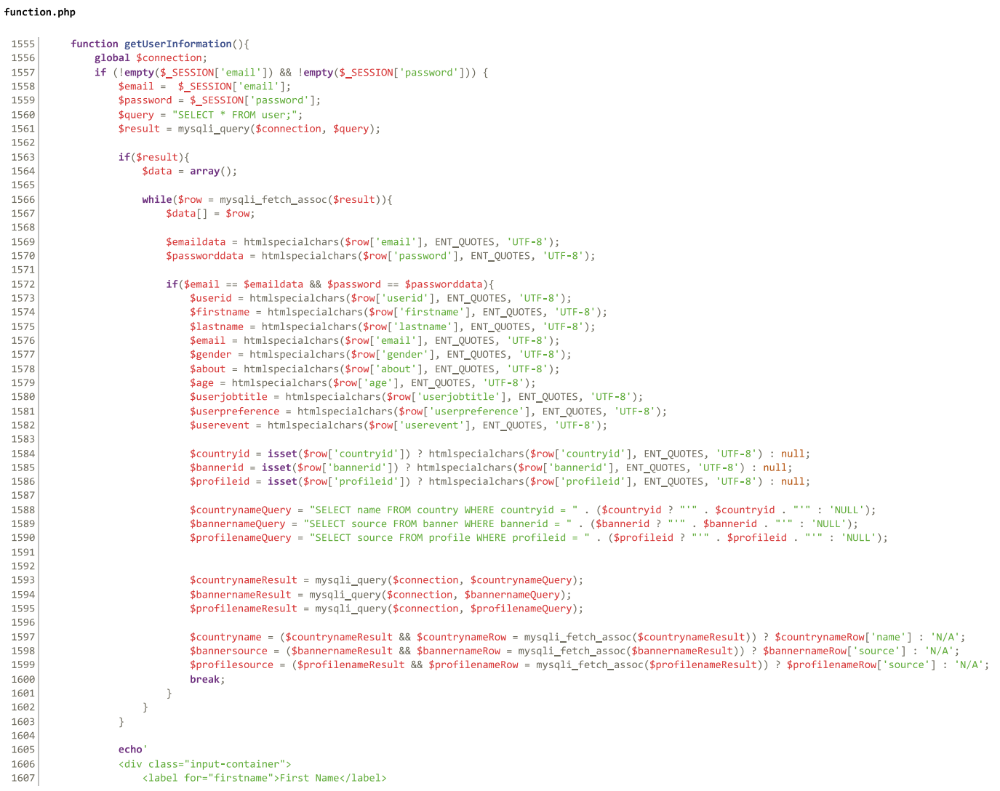 function.php
1555 function getUserInformation(){
1556 global $connection;
1557 if (!empty($_SESSION['email']) && !empty($_SESSION['password'])) {
1558 $email =  $_SESSION['email'];
1559 $password = $_SESSION['password'];
1560 $query = "SELECT * FROM user;";
1561 $result = mysqli_query($connection, $query);
1562
1563 if($result){
1564 $data = array();
1565
1566 while($row = mysqli_fetch_assoc($result)){
1567 $data[] = $row;
1568
1569 $emaildata = htmlspecialchars($row['email'], ENT_QUOTES, 'UTF-8');
1570 $passworddata = htmlspecialchars($row['password'], ENT_QUOTES, 'UTF-8');
1571
1572 if($email == $emaildata && $password == $passworddata){
1573 $userid = htmlspecialchars($row['userid'], ENT_QUOTES, 'UTF-8');
1574 $firstname = htmlspecialchars($row['firstname'], ENT_QUOTES, 'UTF-8');
1575 $lastname = htmlspecialchars($row['lastname'], ENT_QUOTES, 'UTF-8');
1576 $email = htmlspecialchars($row['email'], ENT_QUOTES, 'UTF-8');
1577 $gender = htmlspecialchars($row['gender'], ENT_QUOTES, 'UTF-8');
1578 $about = htmlspecialchars($row['about'], ENT_QUOTES, 'UTF-8');
1579 $age = htmlspecialchars($row['age'], ENT_QUOTES, 'UTF-8');
1580 $userjobtitle = htmlspecialchars($row['userjobtitle'], ENT_QUOTES, 'UTF-8');
1581 $userpreference = htmlspecialchars($row['userpreference'], ENT_QUOTES, 'UTF-8');
1582 $userevent = htmlspecialchars($row['userevent'], ENT_QUOTES, 'UTF-8');
1583
1584 $countryid = isset($row['countryid']) ? htmlspecialchars($row['countryid'], ENT_QUOTES, 'UTF-8') : null;
1585 $bannerid = isset($row['bannerid']) ? htmlspecialchars($row['bannerid'], ENT_QUOTES, 'UTF-8') : null;
1586 $profileid = isset($row['profileid']) ? htmlspecialchars($row['profileid'], ENT_QUOTES, 'UTF-8') : null;
1587
1588 $countrynameQuery = "SELECT name FROM country WHERE countryid = " . ($countryid ? "'" . $countryid . "'" : 'NULL');
1589 $bannernameQuery = "SELECT source FROM banner WHERE bannerid = " . ($bannerid ? "'" . $bannerid . "'" : 'NULL');
1590 $profilenameQuery = "SELECT source FROM profile WHERE profileid = " . ($profileid ? "'" . $profileid . "'" : 'NULL');
1591
1592
1593 $countrynameResult = mysqli_query($connection, $countrynameQuery);
1594 $bannernameResult = mysqli_query($connection, $bannernameQuery);
1595 $profilenameResult = mysqli_query($connection, $profilenameQuery);
1596
1597 $countryname = ($countrynameResult && $countrynameRow = mysqli_fetch_assoc($countrynameResult)) ? $countrynameRow['name'] : 'N/A';
1598 $bannersource = ($bannernameResult && $bannernameRow = mysqli_fetch_assoc($bannernameResult)) ? $bannernameRow['source'] : 'N/A';
1599 $profilesource = ($profilenameResult && $profilenameRow = mysqli_fetch_assoc($profilenameResult)) ? $profilenameRow['source'] : 'N/A';
1600 break;
1601 }
1602 }
1603 }
1604
1605 echo'
1606 <div class="input-container">
1607 <label for="firstname">First Name</label>